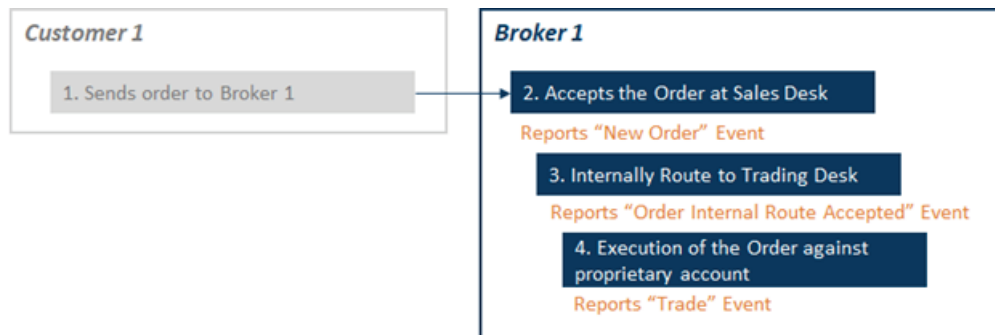 Customer 1
1. Sends order to Broker 1
Broker 1
2. Accepts the Order at Sales Desk
Reports “New Order” Event
3. Internally Route to Trading Desk
Reports “Order Internal Route Accepted” Event
4. Execution of the Order against
proprietary account
Reports “Trade” Event